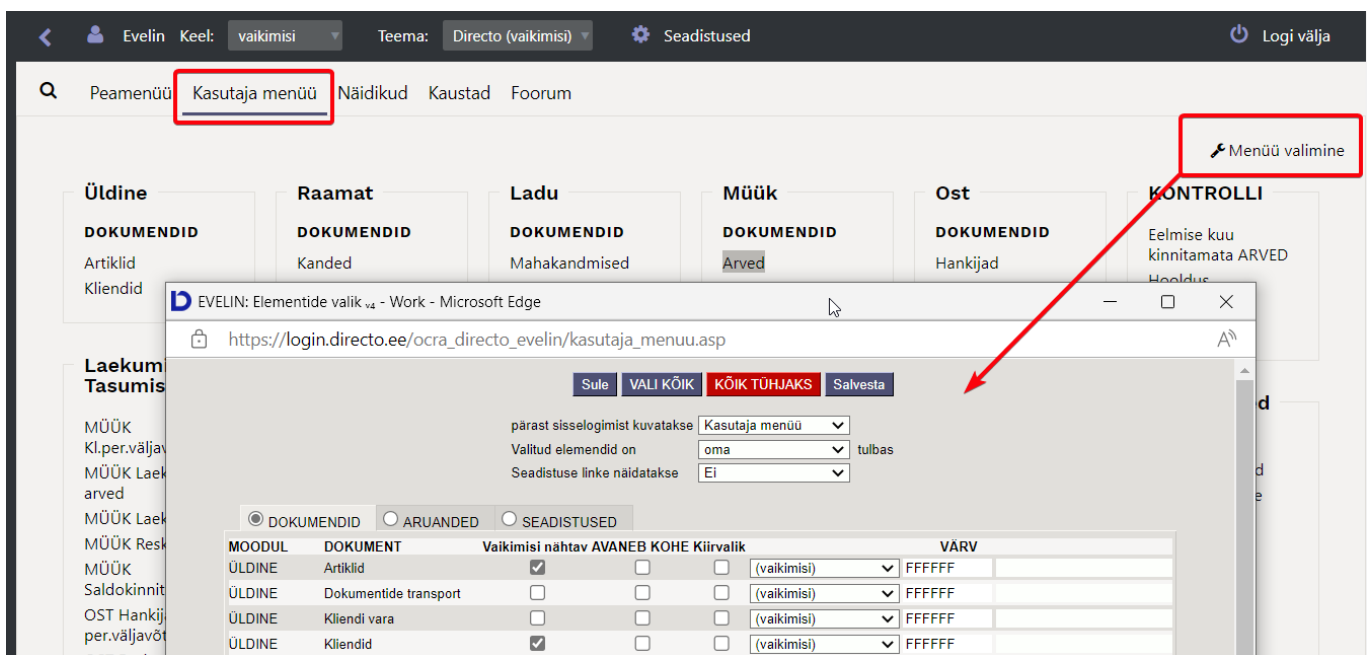 Evelin Keel: vaikimisi Teema: Directo (vaikimisi) Seadistused Logi välja
Peamenüü Kasutaja menüü Näidikud Kaustad Foorum
Menüü valimine
Üldine Raamat Ladu Müük Ost KONTROLLI
DOKUMENDID DOKUMENDID DOKUMENDID DOKUMENDID DOKUMENDID
Eelmise kuu
kinnitamata ARVED
Artiklid Kanded Mahakandmised Arved Hankijad
Hooldus
Kliendid
EVELIN: Elementide valik v4 - Work - Microsoft Edge
https://login.directo.ee/ocra_directo_evelin/kasutaja_menuu.asp
Laekumi
Tasumis
Sule VALI KÕIK KÕIK TÜHJAKS Salvesta
d
MÜÜK
Kl.per.väljav
MÜÜK Laek
arved
MÜÜK Laek
MÜÜK Resk
MÜÜK
Saldokinnit
OST Hankij
per.väljavõt
d
e
pärast sisselogimist kuvatakse Kasutaja menüü
Valitud elemendid on oma tulbas
Seadistuse linke näidatakse Ei
DOKUMENDID ARUANDED SEADISTUSED
MOODUL DOKUMENT Vaikimisi nähtav AVANEB KOHE Kiirvalik VÄRV
ÜLDINE Artiklid (vaikimisi) FFFFFF
ÜLDINE Dokumentide transport (vaikimisi) FFFFFF
ÜLDINE Kliendi vara (vaikimisi) FFFFFF
ÜLDINE Kliendid (vaikimisi) FFFFFF